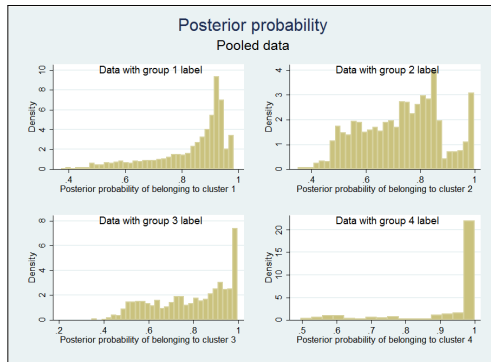 Posterior probability
Pooled data
Data with group 1 label
Density
0 2 4 6 8 10
.4 .6 .8 1
Posterior probability of belonging to cluster 1
Data with group 2 label
Density
0 1 2 3 4
.4 .6 .8 1
Posterior probability of belonging to cluster 2
Data with group 3 label
Density
0 2 4 6 8
.2 .4 .6 .8 1
Posterior probability of belonging to cluster 3
Data with group 4 label
Density
0 5 10 15 20
.5 .6 .7 .8 .9 1
Posterior probability of belonging to cluster 4